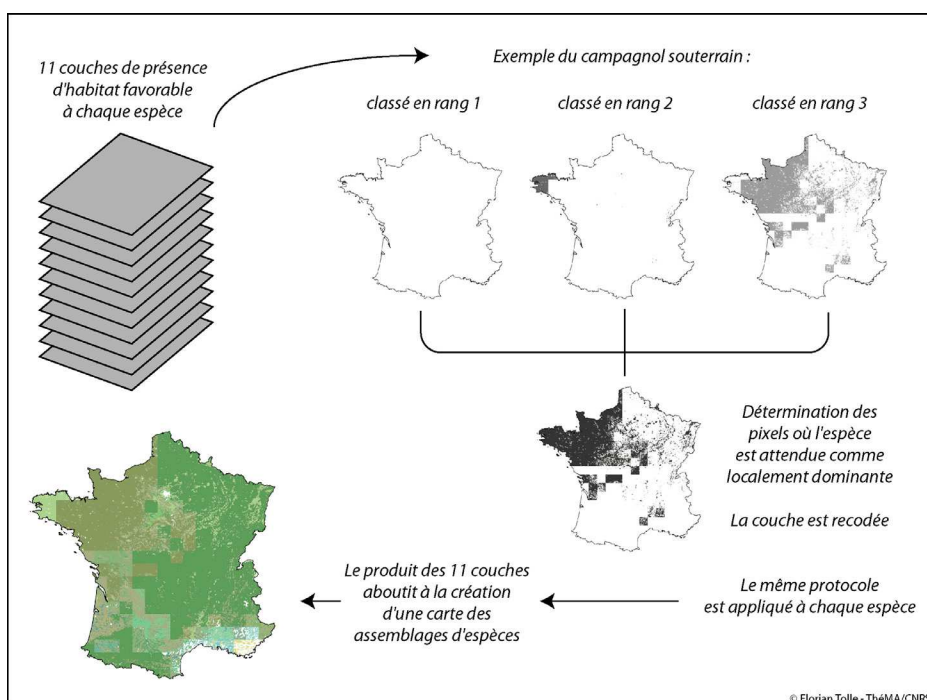 11 couches de présence
d'habitat favorable
à chaque espèce
Exemple du campagnol souterrain :
classé en rang 1
classé en rang 2
classé en rang 3
Détermination des
pixels où l'espèce
est attendue comme
localement dominante
La couche est recodée
Le même protocole
est appliqué à chaque espèce
Le produit des 11 couches
aboutit à la création
d'une carte des
assemblages d'espèces
© Florian Tolle - ThéMA/CNRS